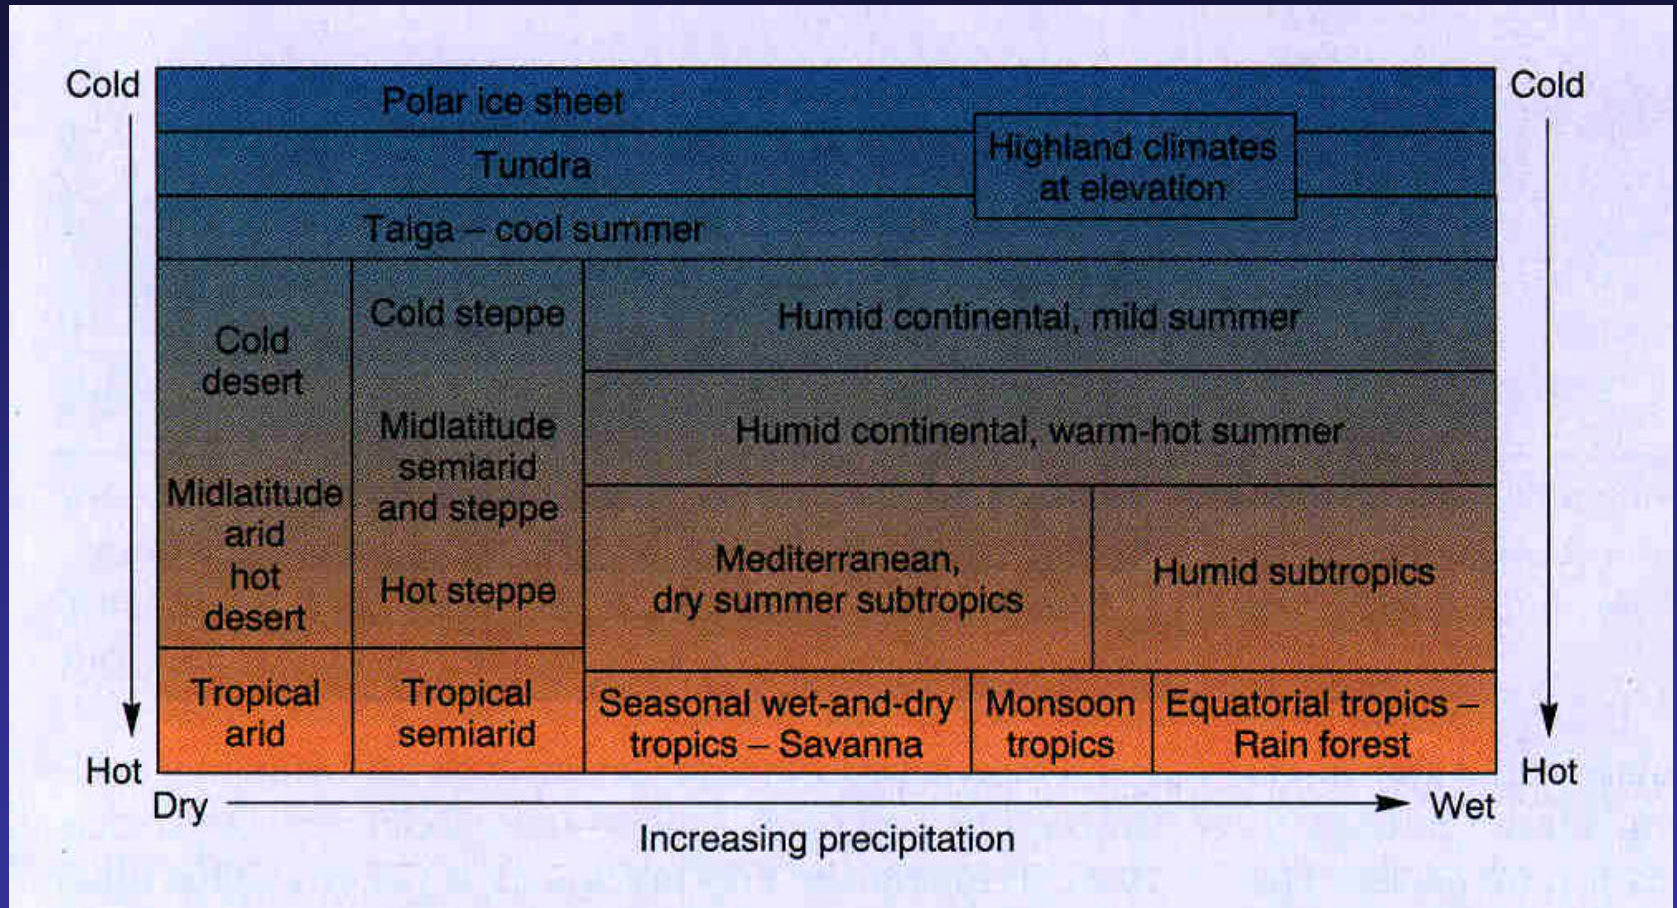 Cold
Cold
Polar ice sheet
Highland climates
at elevation
Tundra
Taiga – cool summer
Cold
desert
Midlatitude
arid
hot
desert
Cold steppe
Midlatitude
semiarid
and steppe
Hot steppe
Humid continental, mild summer
Humid continental, warm-hot summer
Mediterranean,
dry summer subtropics
Humid subtropics
Tropical
arid
Tropical
semiarid
Seasonal wet-and-dry
tropics – Savanna
Monsoon
tropics
Equatorial tropics –
Rain forest
Hot
Hot
Dry
Wet
Increasing precipitation